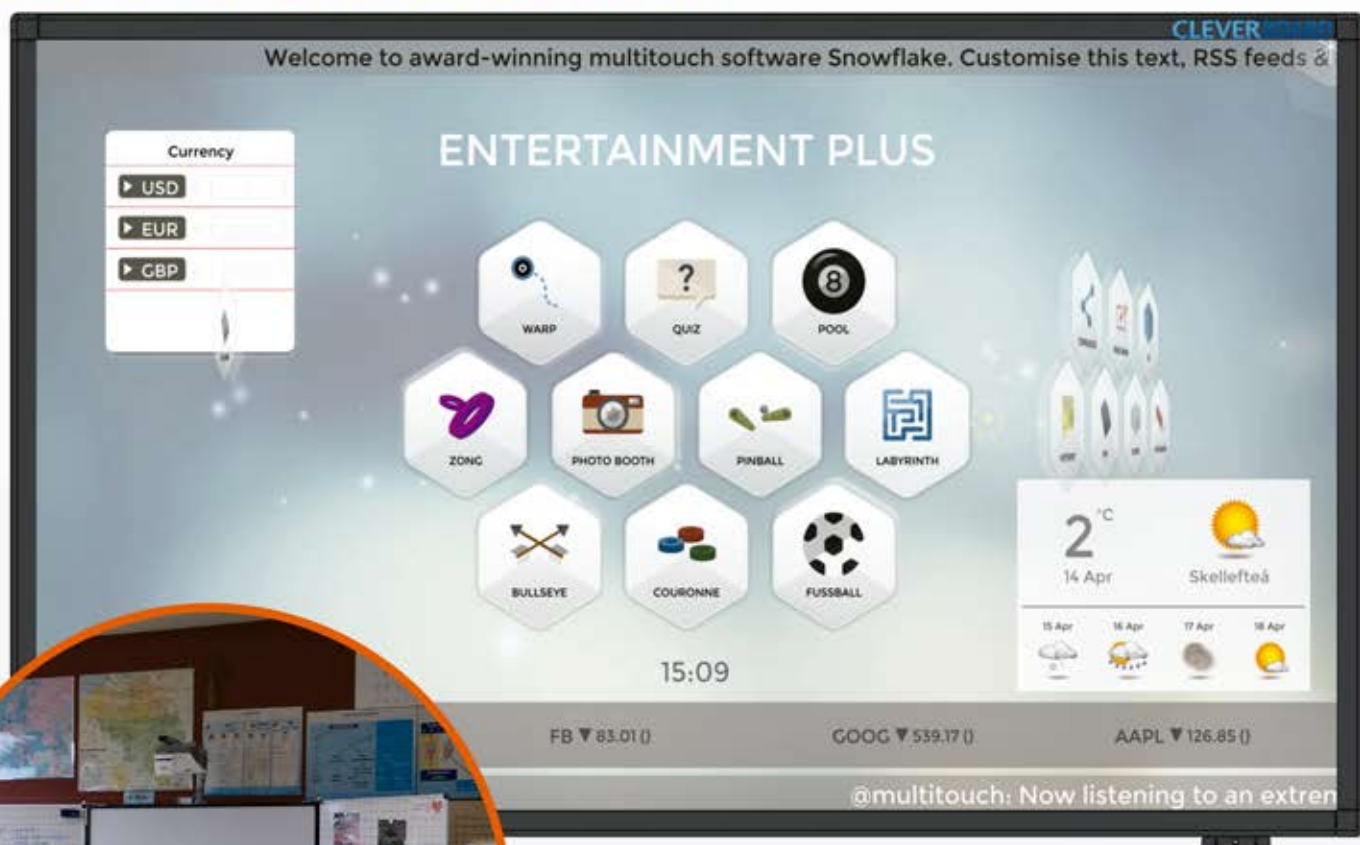 CLEVERBOARD
Welcome to award-winning multitouch software Snowflake. Customise this text, RSS feeds &
Currency
USD
EUR
GBP
ENTERTAINMENT PLUS
WARP
QUIZ
POOL
ZONG
PHOTO BOOTH
PINBALL
LABYRINTH
BULLSEYE
COURONNE
FUSSBALL
2 °C
14 Apr
Skellefteå
15 Apr 16 Apr 17 Apr 18 Apr
15:09
FB ▼ 83.01 () GOOG ▼ 539.17 () AAPL ▼ 126.85 ()
@multitouch: Now listening to an extren